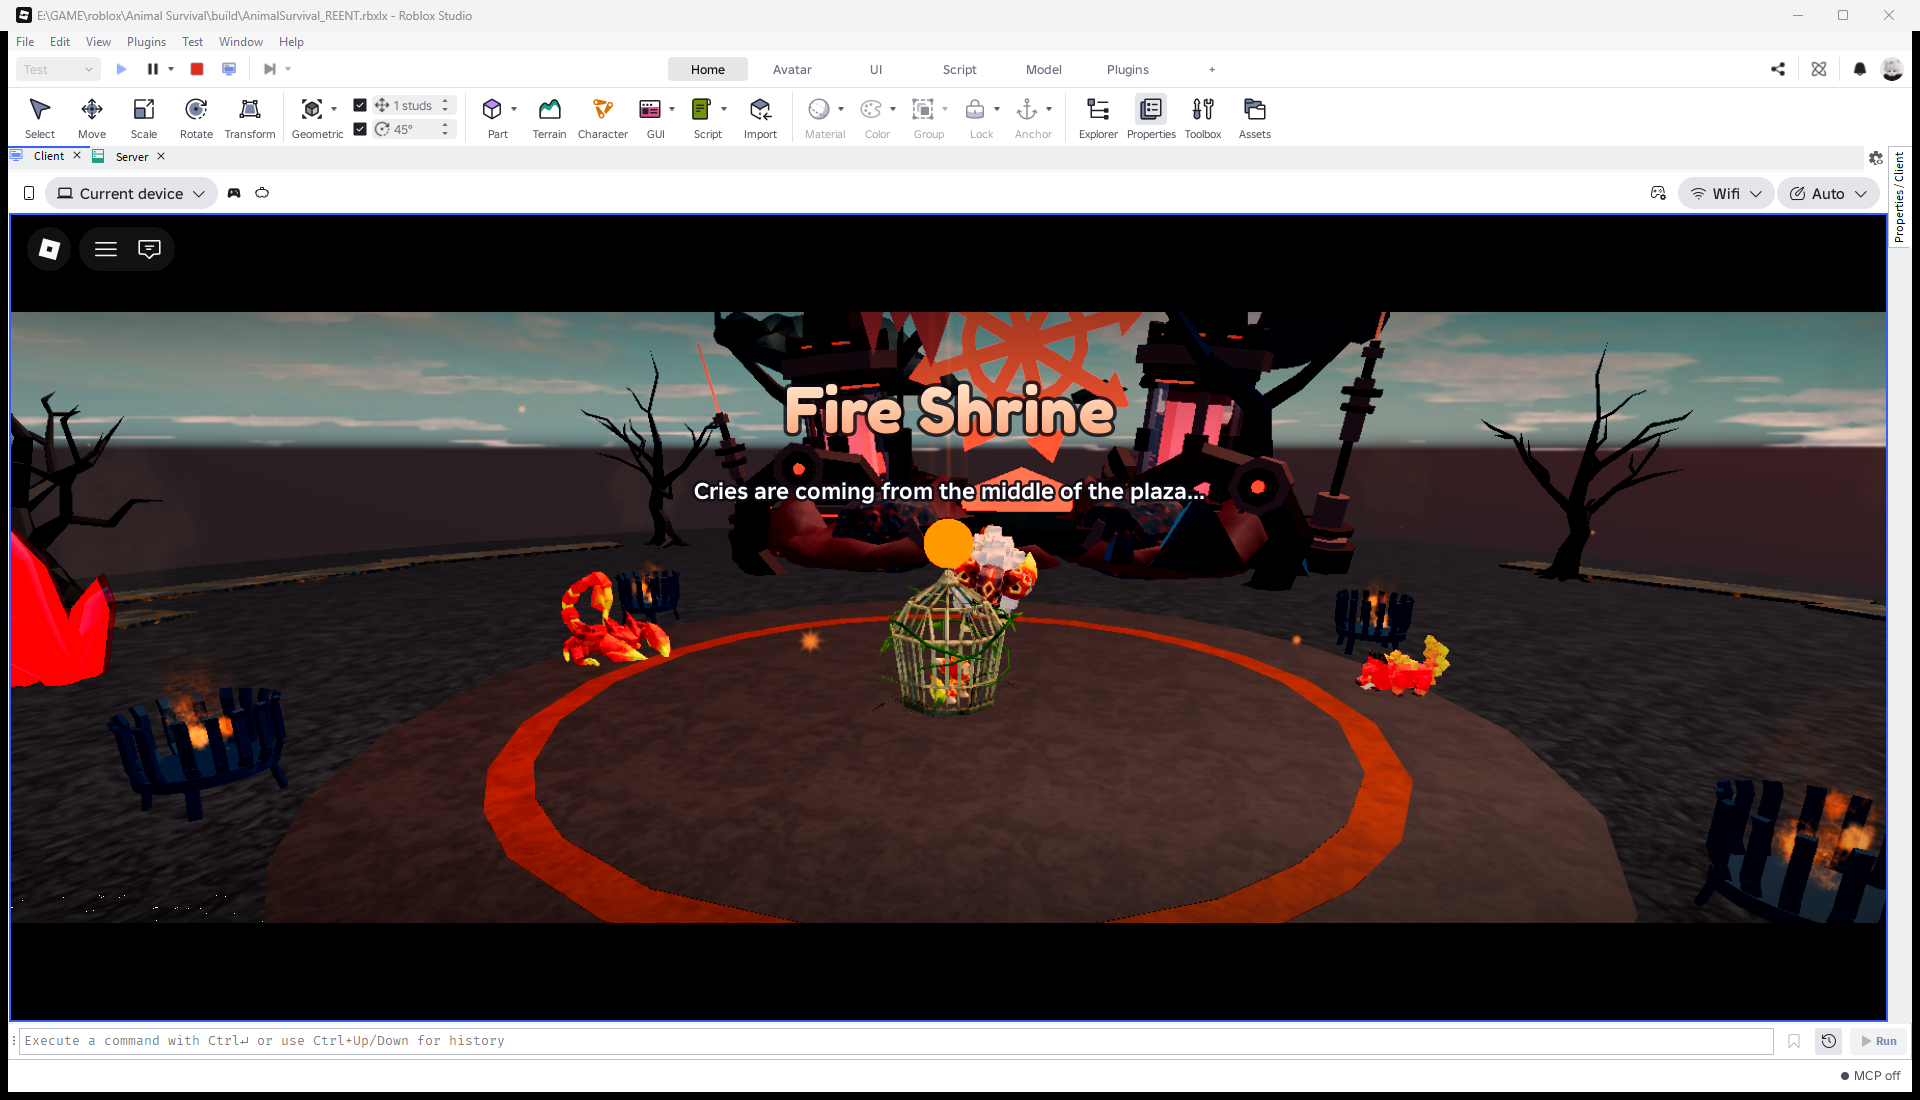 E:\GAME\roblox\Animal Survival\build\AnimalSurvival_REENT.rbxlx - Roblox Studio
File Edit View Plugins Test Window Help
Test
Home Avatar UI Script Model Plugins +
1 studs
45°
Select Move Scale Rotate Transform Geometric Part Terrain Character GUI Script Import Material Color Group Lock Anchor Explorer Properties Toolbox Assets
Client Server
Properties / Client
Current device
Wifi
Auto
Fire Shrine
Cries are coming from the middle of the plaza...
Execute a command with Ctrl↵ or use Ctrl+Up/Down for history
Run
MCP off